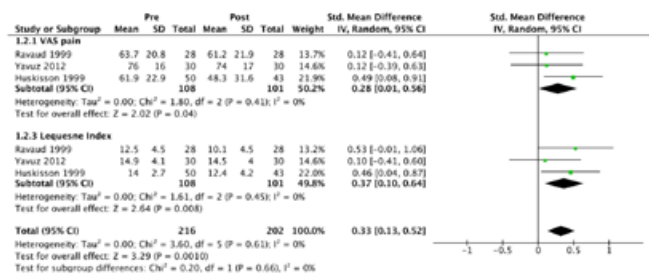 Pre Post Std. Mean Difference Std. Mean Difference
Study or Subgroup Mean SD Total Mean SD Total Weight IV, Random, 95% CI IV, Random, 95% CI
1.2.1 VAS pain
Ravaud 1999 63.7 20.8 28 61.2 21.9 28 13.7% 0.12 [-0.41, 0.64]
Yavuz 2012 76 16 30 74 17 30 14.7% 0.12 [-0.39, 0.63]
Huskisson 1999 61.9 22.9 50 48.3 31.6 43 21.9% 0.49 [0.08, 0.91]
Subtotal (95% CI) 108 101 50.2% 0.28 [0.01, 0.56]
Heterogeneity: Tau² = 0.00; Chi² = 1.80, df = 2 (P = 0.41); I² = 0%
Test for overall effect: Z = 2.02 (P = 0.04)
1.2.3 Lequesne Index
Ravaud 1999 12.5 4.5 28 10.1 4.5 28 13.2% 0.53 [-0.01, 1.06]
Yavuz 2012 14.9 4.1 30 14.5 4 30 14.6% 0.10 [-0.41, 0.60]
Huskisson 1999 14 2.7 50 12.4 4.2 43 22.0% 0.46 [0.04, 0.87]
Subtotal (95% CI) 108 101 49.8% 0.37 [0.10, 0.64]
Heterogeneity: Tau² = 0.00; Chi² = 1.61, df = 2 (P = 0.45); I² = 0%
Test for overall effect: Z = 2.64 (P = 0.008)
Total (95% CI) 216 202 100.0% 0.33 [0.13, 0.52]
Heterogeneity: Tau² = 0.00; Chi² = 3.60, df = 5 (P = 0.61); I² = 0%
Test for overall effect: Z = 3.29 (P = 0.0010)
Test for subgroup differences: Chi² = 0.20, df = 1 (P = 0.66), I² = 0%
-1 -0.5 0 0.5 1